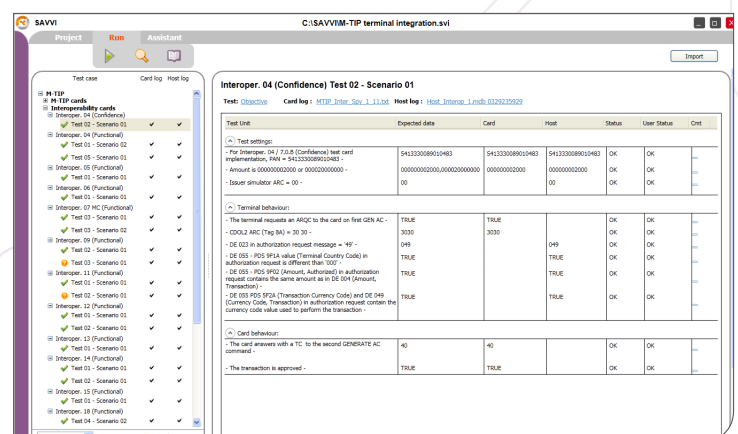 SAVVI
C:\SAVVI\M-TIP terminal integration.svi
Project Run Assistant
Import
Test case Card log Host log
M-TIP
M-TIP cards
Interoperability cards
Interoper. 04 (Confidence)
Test 02 - Scenario 01
Interoper. 04 (Functional)
Test 01 - Scenario 02
Test 05 - Scenario 01
Interoper. 05 (Functional)
Test 01 - Scenario 01
Interoper. 06 (Functional)
Test 01 - Scenario 01
Interoper. 07 MC (Functional)
Test 03 - Scenario 01
Test 03 - Scenario 02
Interoper. 09 (Functional)
Test 02 - Scenario 01
Test 03 - Scenario 01
Interoper. 11 (Functional)
Test 01 - Scenario 01
Test 02 - Scenario 01
Interoper. 12 (Functional)
Test 01 - Scenario 01
Test 02 - Scenario 01
Interoper. 13 (Functional)
Test 01 - Scenario 01
Interoper. 14 (Functional)
Test 01 - Scenario 01
Test 02 - Scenario 01
Interoper. 15 (Functional)
Test 01 - Scenario 01
Interoper. 18 (Functional)
Test 04 - Scenario 02
Interoper. 04 (Confidence) Test 02 - Scenario 01
Test: Objective Card log : MTIP_Inter_Spy_1_11.txt Host log : Host_Interop_1.mdb 0329235929
Test Unit Expected data Card Host Status User Status Cmt
Test settings:
- For Interoper. 04 / 7.0.B (Confidence) test card
implementation, PAN = 5413330089010483 - 5413330089010483 5413330089010483 5413330089010483 OK OK
- Amount is 000000002000 or 000020000000 - 000000002000,000020000000 000000002000 000000002000 OK OK
- Issuer simulator ARC = 00 - 00 00 OK OK
Terminal behaviour:
- The terminal requests an ARQC to the card on first GEN AC - TRUE TRUE OK OK
- CDOL2 ARC (Tag 8A) = 30 30 - 3030 3030 OK OK
- DE 023 in authorization request message = '49' - 049 049 OK OK
- DE 055 - PDS 9F1A value (Terminal Country Code) in
authorization request is different than '000' - TRUE TRUE OK OK
- DE 055 - PDS 9F02 (Amount, Authorized) in authorization
request contains the same amount as in DE 004 (Amount,
Transaction) - TRUE TRUE OK OK
- DE 055 PDS 5F2A (Transaction Currency Code) and DE 049
(Currency Code, Transaction) in authorization request contain the
currency code value used to perform the transaction - TRUE TRUE OK OK
Card behaviour:
- The card answers with a TC to the second GENERATE AC
command - 40 40 OK OK
- The transaction is approved - TRUE TRUE OK OK